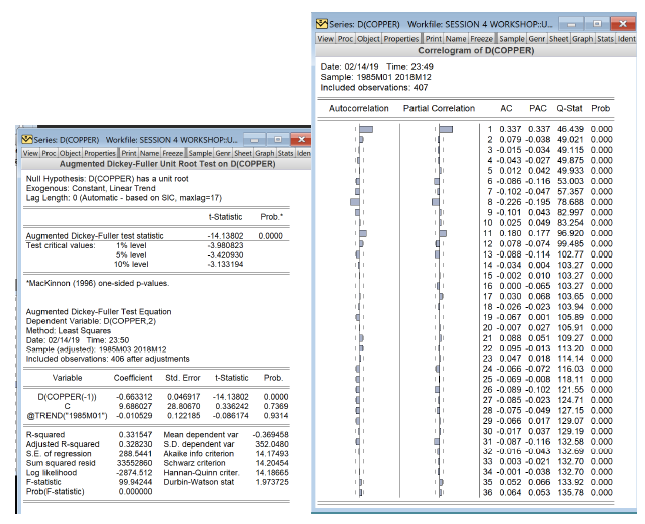 Series: D(COPPER) Workfile: SESSION 4 WORKSHOP::U...
View Proc Object Properties Print Name Freeze Sample Genr Sheet Graph Stats Iden
Augmented Dickey-Fuller Unit Root Test on D(COPPER)
Null Hypothesis: D(COPPER) has a unit root
Exogenous: Constant, Linear Trend
Lag Length: 0 (Automatic - based on SIC, maxlag=17)
t-Statistic Prob.*
Augmented Dickey-Fuller test statistic -14.13802 0.0000
Test critical values: 1% level -3.980823
5% level -3.420930
10% level -3.133194
*MacKinnon (1996) one-sided p-values.
Augmented Dickey-Fuller Test Equation
Dependent Variable: D(COPPER,2)
Method: Least Squares
Date: 02/14/19 Time: 23:50
Sample (adjusted): 1985M03 2018M12
Included observations: 406 after adjustments
Variable Coefficient Std. Error t-Statistic Prob.
D(COPPER(-1)) -0.663312 0.046917 -14.13802 0.0000
C 9.686027 28.80670 0.336242 0.7369
@TREND("1985M01") -0.010529 0.122185 -0.086174 0.9314
R-squared 0.331547 Mean dependent var -0.369458
Adjusted R-squared 0.328230 S.D. dependent var 352.0480
S.E. of regression 288.5441 Akaike info criterion 14.17493
Sum squared resid 33552860 Schwarz criterion 14.20454
Log likelihood -2874.512 Hannan-Quinn criter. 14.18665
F-statistic 99.94244 Durbin-Watson stat 1.973725
Prob(F-statistic) 0.000000
Series: D(COPPER) Workfile: SESSION 4 WORKSHOP::U...
View Proc Object Properties Print Name Freeze Sample Genr Sheet Graph Stats Ident
Correlogram of D(COPPER)
Date: 02/14/19 Time: 23:49
Sample: 1985M01 2018M12
Included observations: 407
Autocorrelation Partial Correlation AC PAC Q-Stat Prob
1 0.337 0.337 46.439 0.000
2 0.079 -0.038 49.021 0.000
3 -0.015 -0.034 49.115 0.000
4 -0.043 -0.027 49.875 0.000
5 0.012 0.042 49.933 0.000
6 -0.086 -0.116 53.003 0.000
7 -0.102 -0.047 57.357 0.000
8 -0.226 -0.195 78.688 0.000
9 -0.101 0.043 82.997 0.000
10 0.025 0.049 83.254 0.000
11 0.180 0.177 96.920 0.000
12 0.078 -0.074 99.485 0.000
13 -0.088 -0.114 102.77 0.000
14 -0.034 0.004 103.27 0.000
15 -0.002 0.010 103.27 0.000
16 0.000 -0.065 103.27 0.000
17 0.030 0.068 103.65 0.000
18 -0.026 -0.023 103.94 0.000
19 -0.067 0.001 105.89 0.000
20 -0.007 0.027 105.91 0.000
21 0.088 0.051 109.27 0.000
22 0.095 -0.013 113.20 0.000
23 0.047 0.018 114.14 0.000
24 -0.066 -0.072 116.03 0.000
25 -0.069 -0.008 118.11 0.000
26 -0.089 -0.102 121.55 0.000
27 -0.085 -0.023 124.71 0.000
28 -0.075 -0.049 127.15 0.000
29 -0.066 0.017 129.07 0.000
30 -0.017 0.037 129.19 0.000
31 -0.087 -0.116 132.58 0.000
32 -0.016 -0.043 132.69 0.000
33 0.003 -0.021 132.70 0.000
34 -0.001 -0.038 132.70 0.000
35 0.052 0.066 133.92 0.000
36 0.064 0.053 135.78 0.000